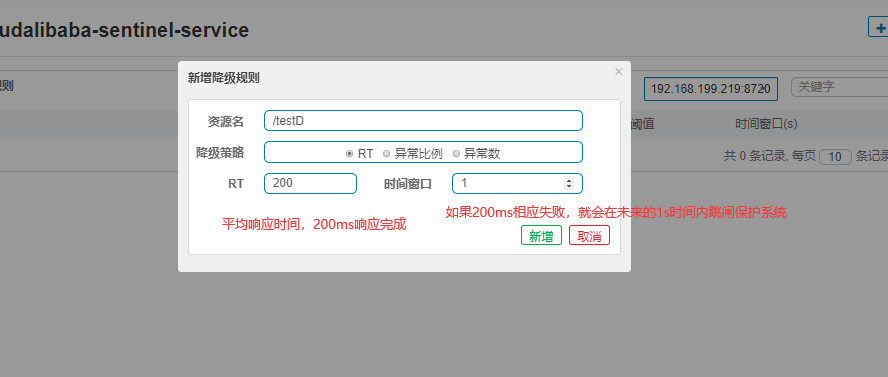 udalibaba-sentinel-service
新增降级规则
×
规则
192.168.199.219:8720
关键字
资源名 /testD
阈值 时间窗口(s)
降级策略 RT 异常比例 异常数
共 0 条记录, 每页 10 条记录
RT 200 时间窗口 1
如果200ms相应失败，就会在未来的1s时间内跳闸保护系统
平均响应时间，200ms响应完成
新增 取消